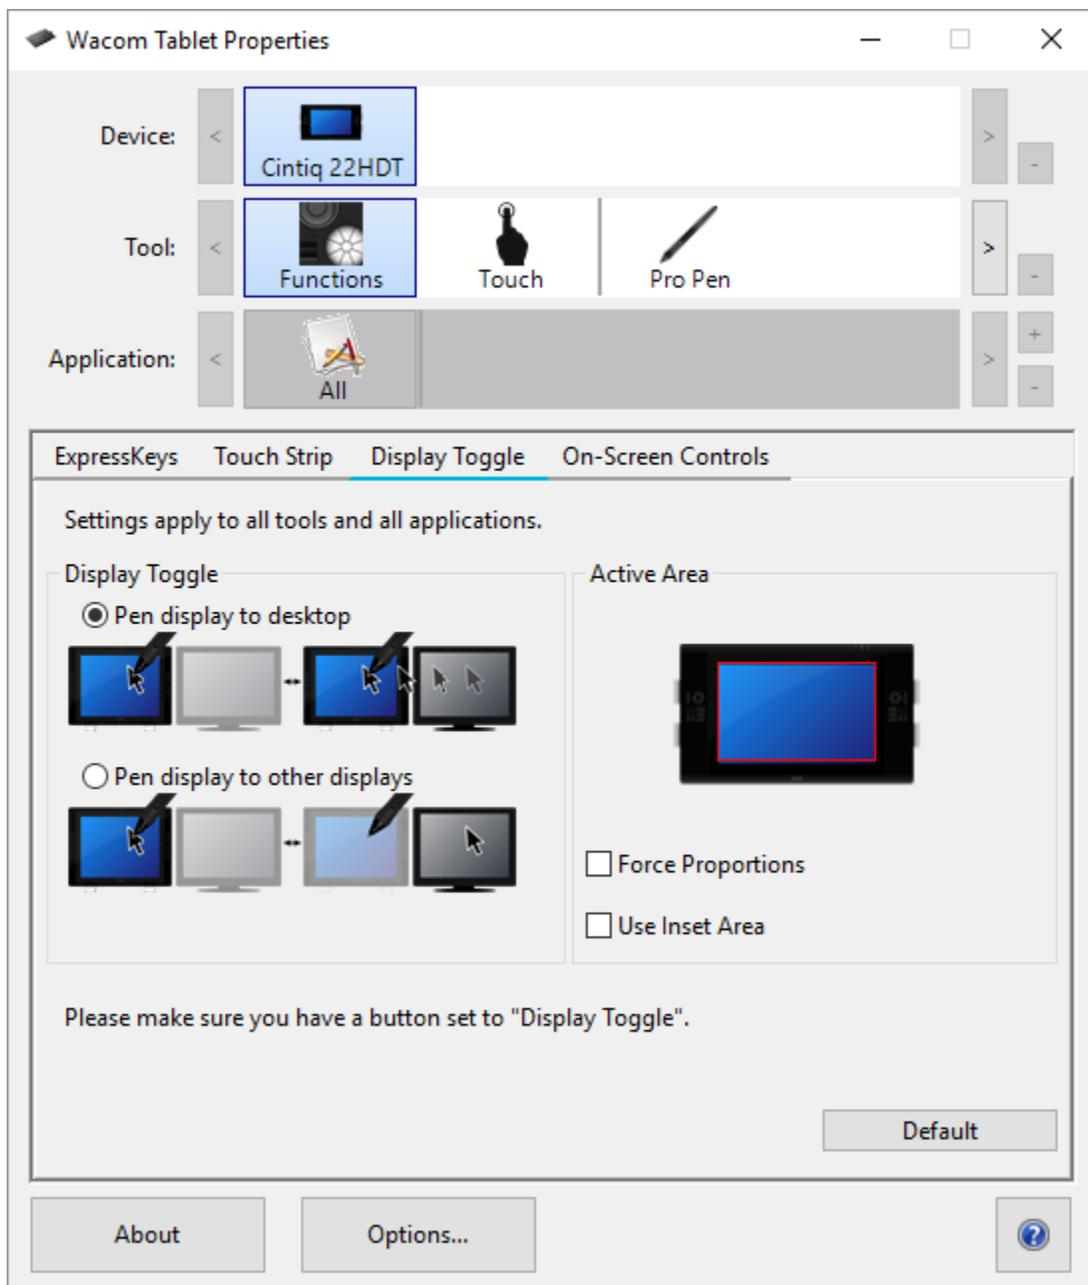 Wacom Tablet Properties
Device:
<
Cintiq 22HDT
>
-
Tool:
<
Functions
Touch
Pro Pen
>
-
Application:
<
All
>
+
-
ExpressKeys Touch Strip Display Toggle On-Screen Controls
Settings apply to all tools and all applications.
Display Toggle
Pen display to desktop
Pen display to other displays
Active Area
Force Proportions
Use Inset Area
Please make sure you have a button set to "Display Toggle".
Default
About
Options...
?